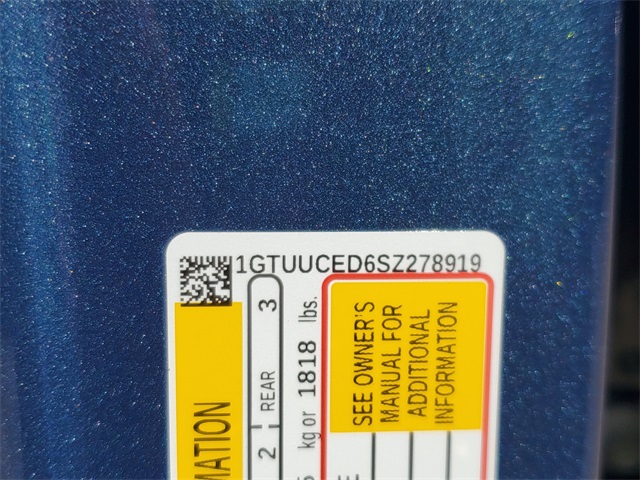 1GTUUCED6SZ278919
MATION
2 REAR 3
kg or 1818 lbs.
SEE OWNER'S
MANUAL FOR
ADDITIONAL
INFORMATION